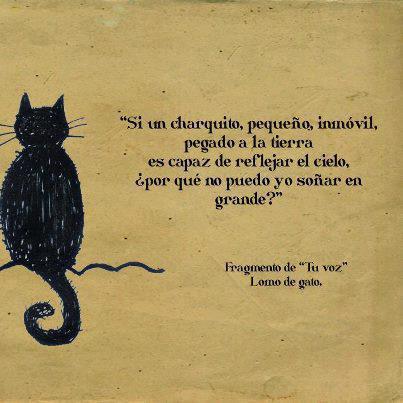 “Si un charquito, pequeño, inmóvil,
pegado a la tierra
es capaz de reflejar el cielo,
¿por qué no puedo yo soñar en
grande?”
Fragmento de “Tu voz”
Lomo de gato.